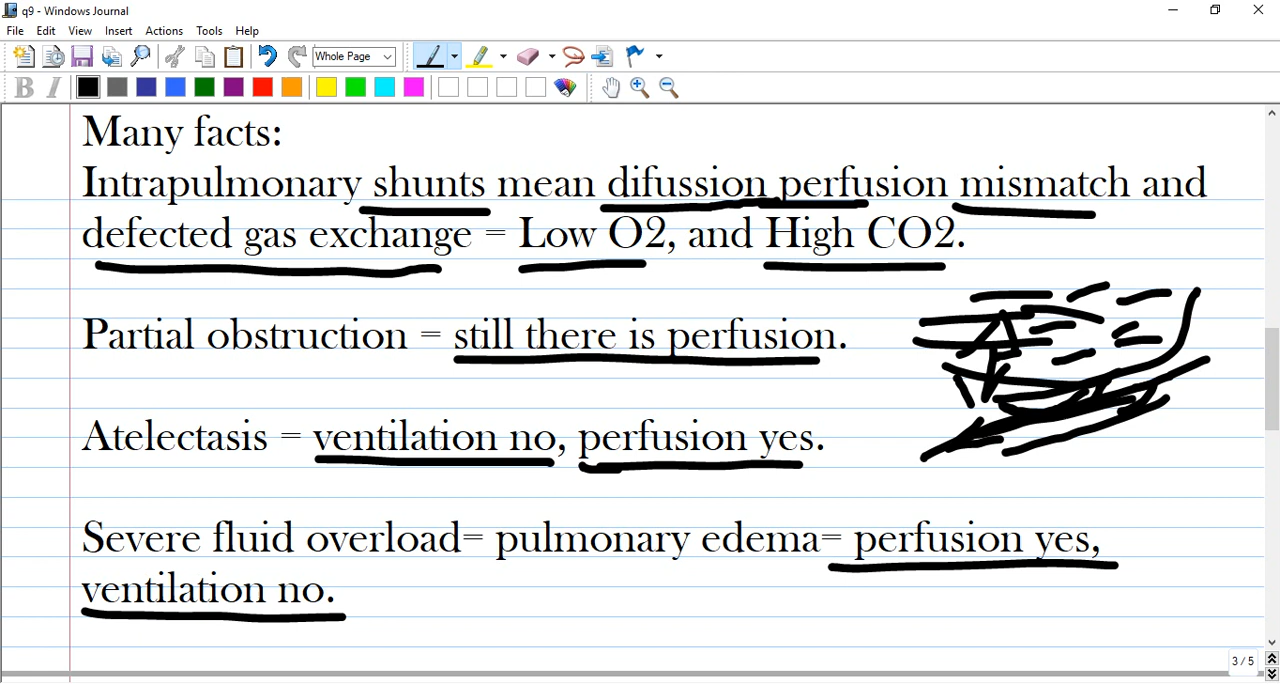 q9 - Windows Journal
File Edit View Insert Actions Tools Help
Whole Page
B I
Many facts:
Intrapulmonary shunts mean difussion perfusion mismatch and
defected gas exchange = Low O2, and High CO2.
Partial obstruction = still there is perfusion.
Atelectasis = ventilation no, perfusion yes.
Severe fluid overload= pulmonary edema= perfusion yes,
ventilation no.
3 / 5